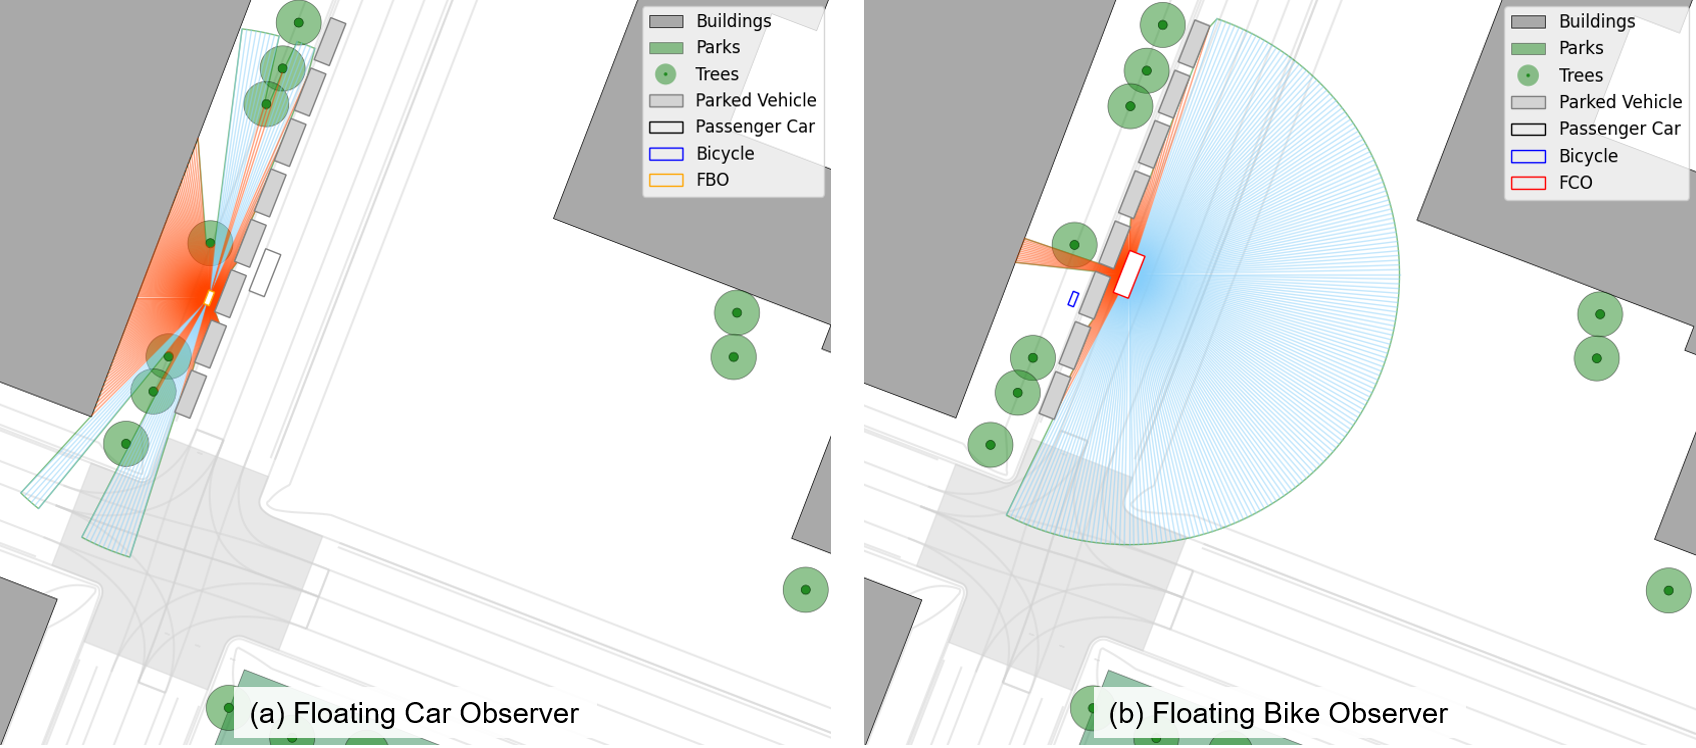 Buildings
Parks
Trees
Parked Vehicle
Passenger Car
Bicycle
FBO
(a) Floating Car Observer
Buildings
Parks
Trees
Parked Vehicle
Passenger Car
Bicycle
FCO
(b) Floating Bike Observer